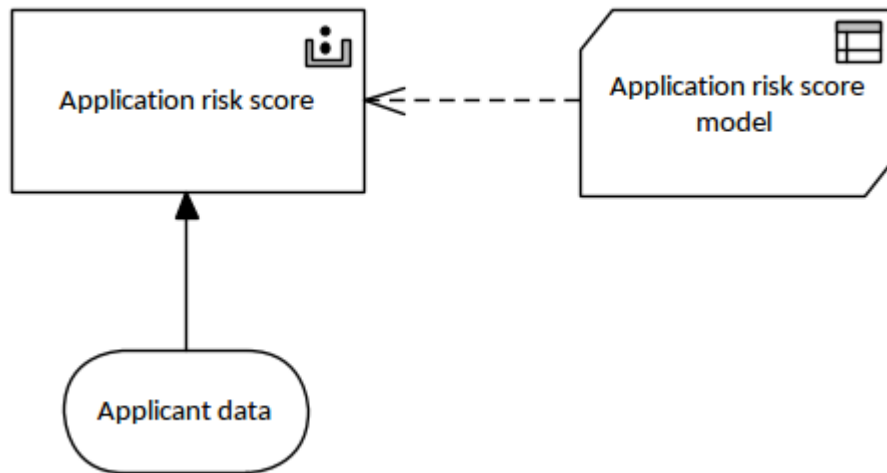 Application risk score
Application risk score
model
Applicant data